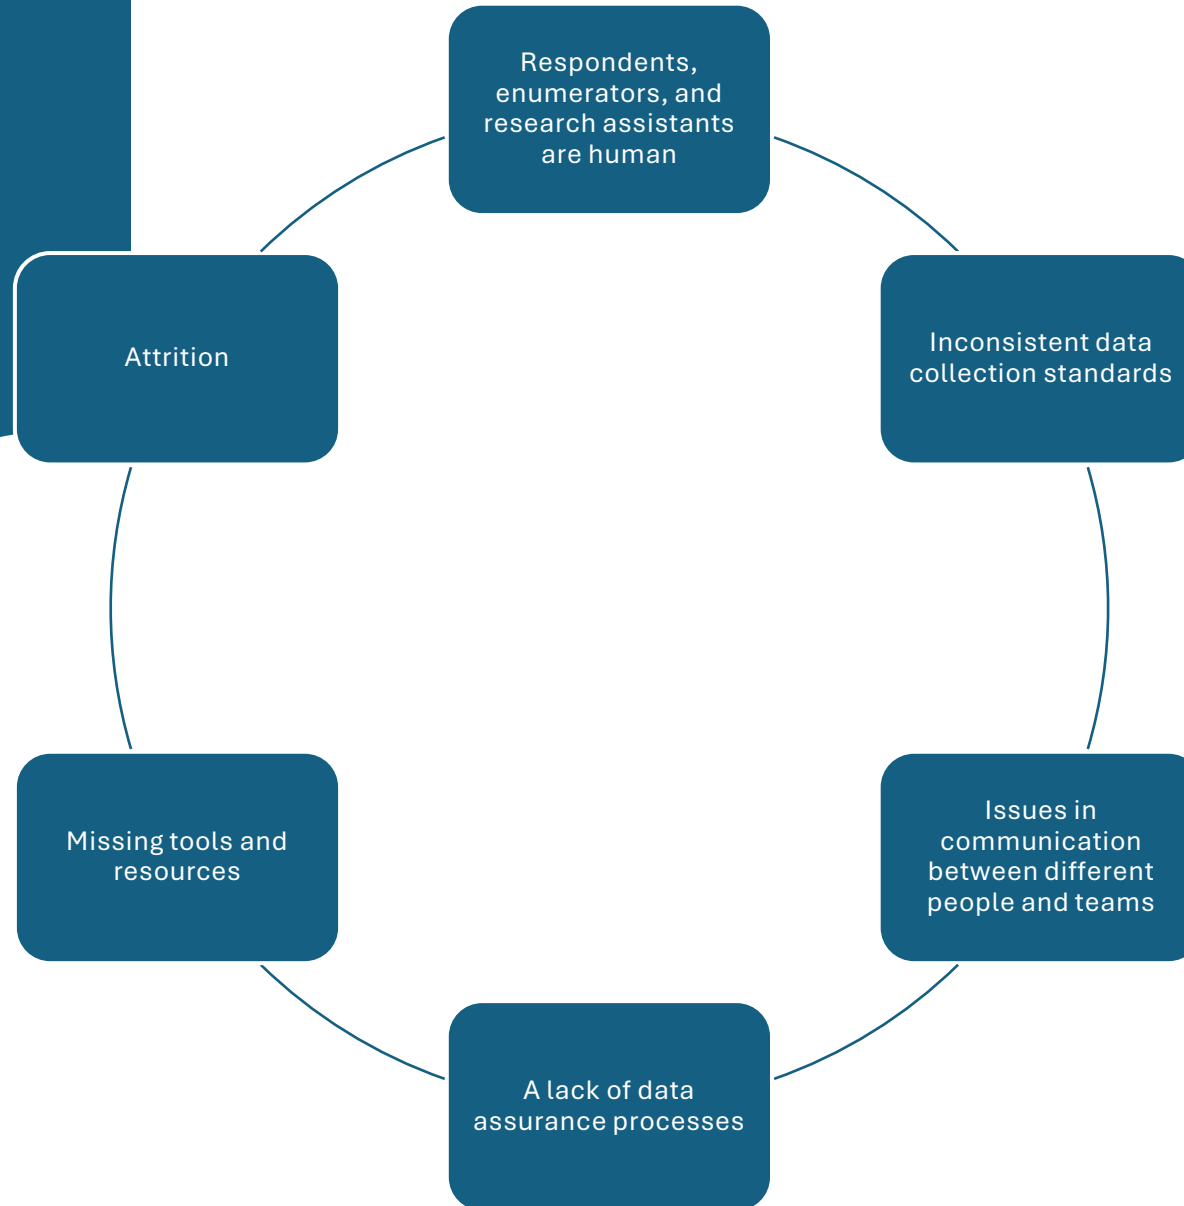 Respondents,
enumerators, and
research assistants
are human
Inconsistent data
collection standards
Issues in
communication
between different
people and teams
A lack of data
assurance processes
Missing tools and
resources
Attrition